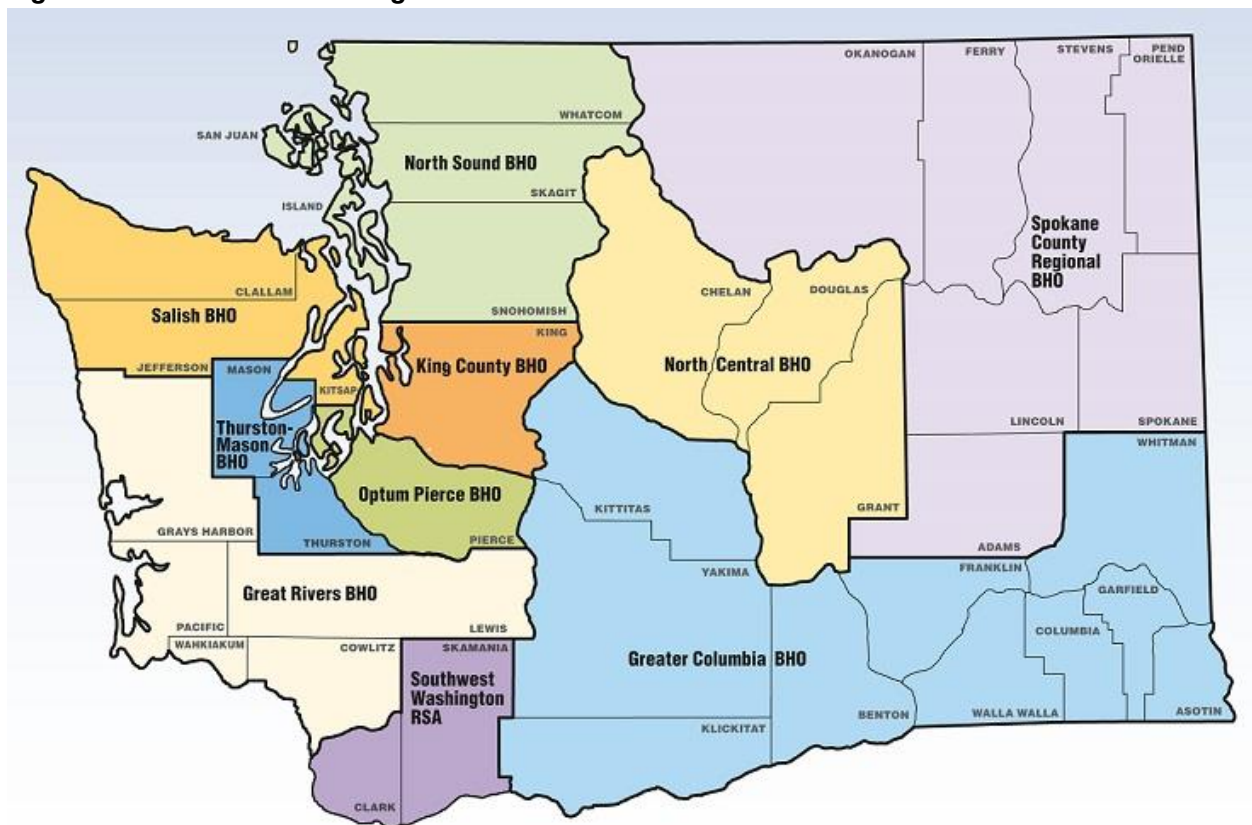 OKANOGAN
FERRY
STEVENS
PEND
ORIELLE
WHATCOM
SAN JUAN
North Sound BHO
SKAGIT
ISLAND
Spokane
County
Regional
BHO
CLALLAM
CHELAN
DOUGLAS
Salish BHO
SNOHOMISH
KING
JEFFERSON
MASON
King County BHO
North Central BHO
KITSAP
Thurston-
Mason
BHO
LINCOLN
SPOKANE
WHITMAN
Optum Pierce BHO
KITTITAS
GRANT
GRAYS HARBOR
THURSTON
PIERCE
ADAMS
YAKIMA
FRANKLIN
Great Rivers BHO
GARFIELD
PACIFIC
LEWIS
COLUMBIA
WAHKIAKUM
COWLITZ
SKAMANIA
Greater Columbia BHO
Southwest
Washington
RSA
KLICKITAT
BENTON
WALLA WALLA
ASOTIN
CLARK